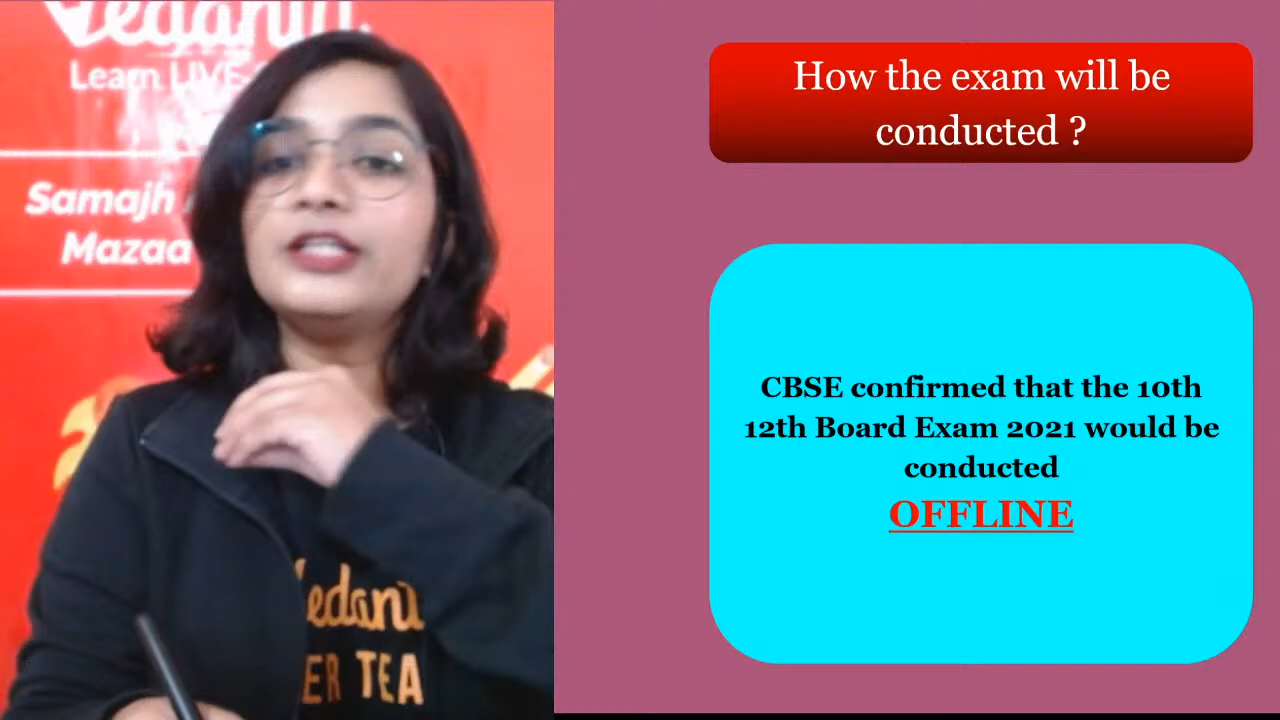 Vedantu
Learn LIVE
Samajh
Mazaa
How the exam will be
conducted ?
CBSE confirmed that the 10th
12th Board Exam 2021 would be
conducted
OFFLINE